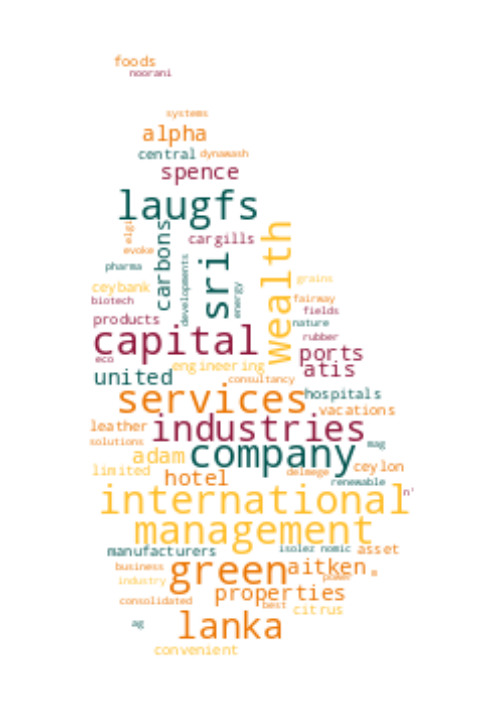 foods
noorani
systems
alpha
central dynawash
spence
laugfs
elgi
evoke
carbons
cargills
sri
wealth
pharma
developments
energy
ceybank
grains
biotech
fairway
products
fields
nature
capital
rubber
ports
eco
engineering
atis
united
consultancy
services
hospitals
vacations
leather
industries
solutions
company
mag
adam
limited
hotel
delmege
ceylon
renewable
n'
international
management
manufacturers
isolez nomic asset
business
green
aitken
industry
power
properties
consolidated
best
citrus
ag
lanka
convenient